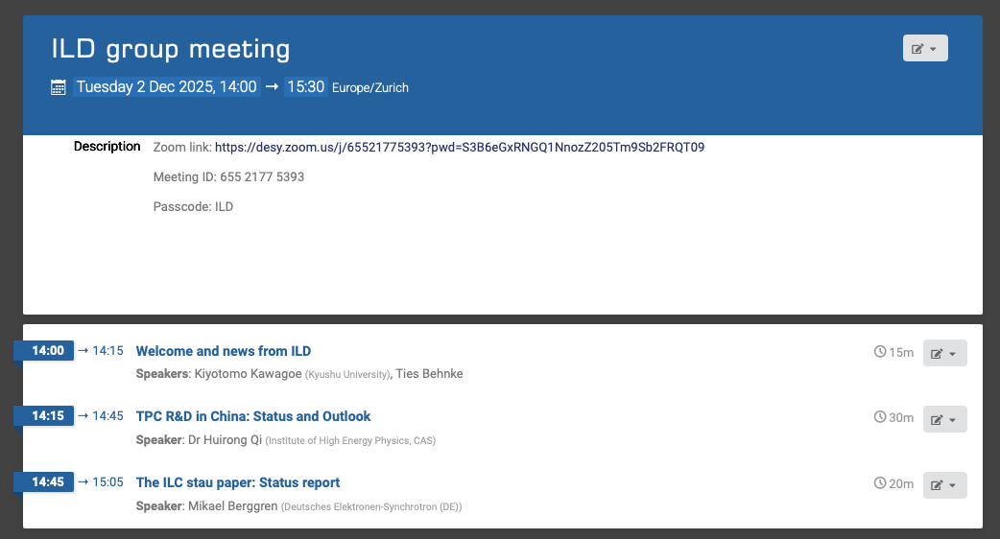 ILD group meeting
Tuesday 2 Dec 2025, 14:00 → 15:30 Europe/Zurich
Description Zoom link: https://desy.zoom.us/j/65521775393?pwd=S3B6eGxRNGQ1NnozZ205Tm9Sb2FRQT09
Meeting ID: 655 2177 5393
Passcode: ILD
14:00 → 14:15 Welcome and news from ILD 15m
Speakers: Kiyotomo Kawagoe (Kyushu University), Ties Behnke
14:15 → 14:45 TPC R&D in China: Status and Outlook 30m
Speaker: Dr Huirong Qi (Institute of High Energy Physics, CAS)
14:45 → 15:05 The ILC stau paper: Status report 20m
Speaker: Mikael Berggren (Deutsches Elektronen-Synchrotron (DE))